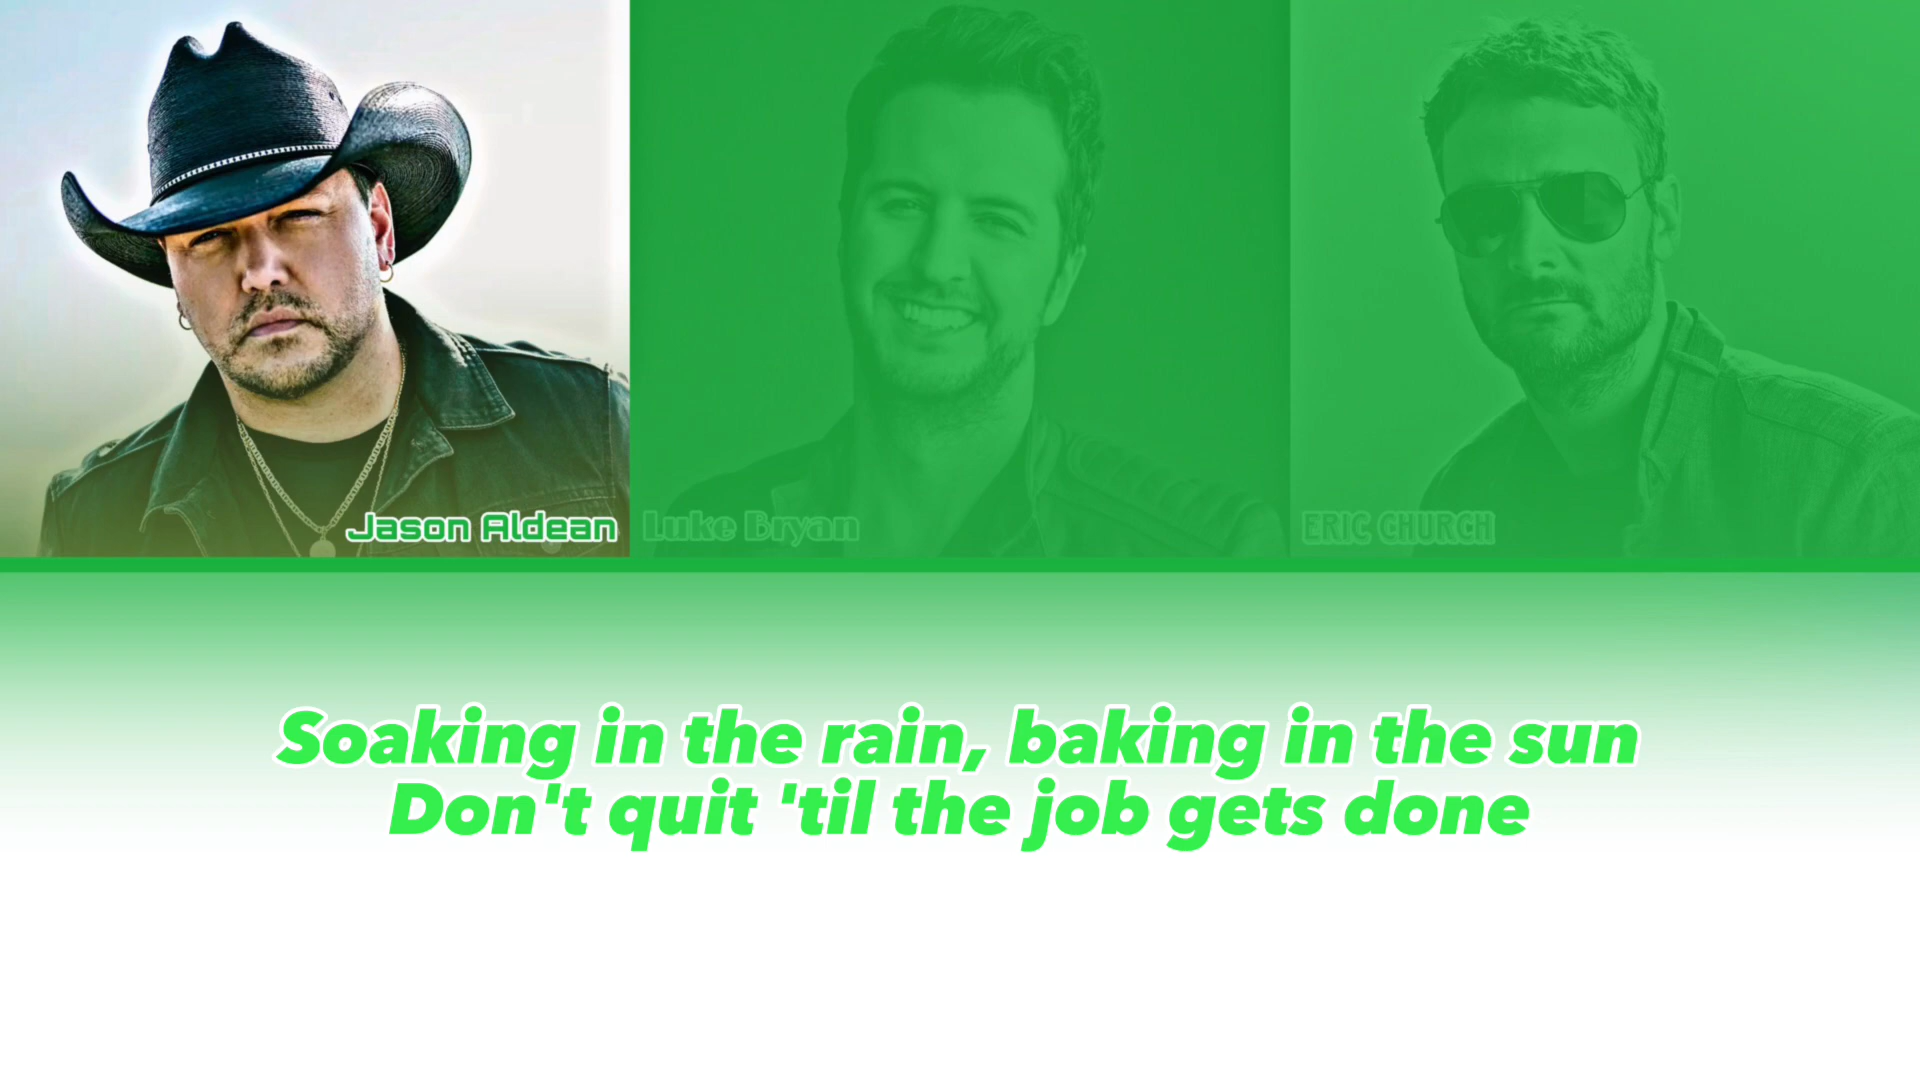 Jason Aldean
Luke Bryan
ERIC CHURCH
Soaking in the rain, baking in the sun
Don't quit 'til the job gets done